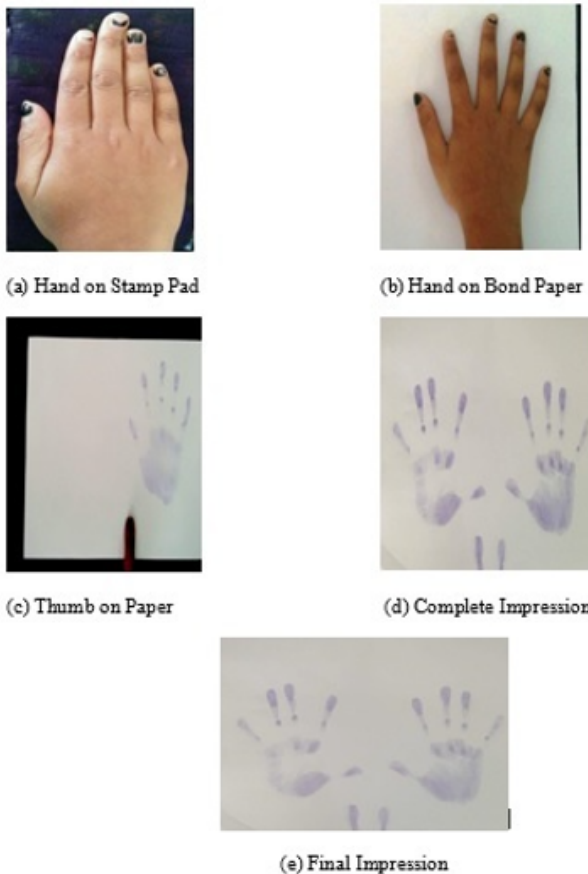 (a) Hand on Stamp Pad
(b) Hand on Bond Paper
(c) Thumb on Paper
(d) Complete Impression
(e) Final Impression